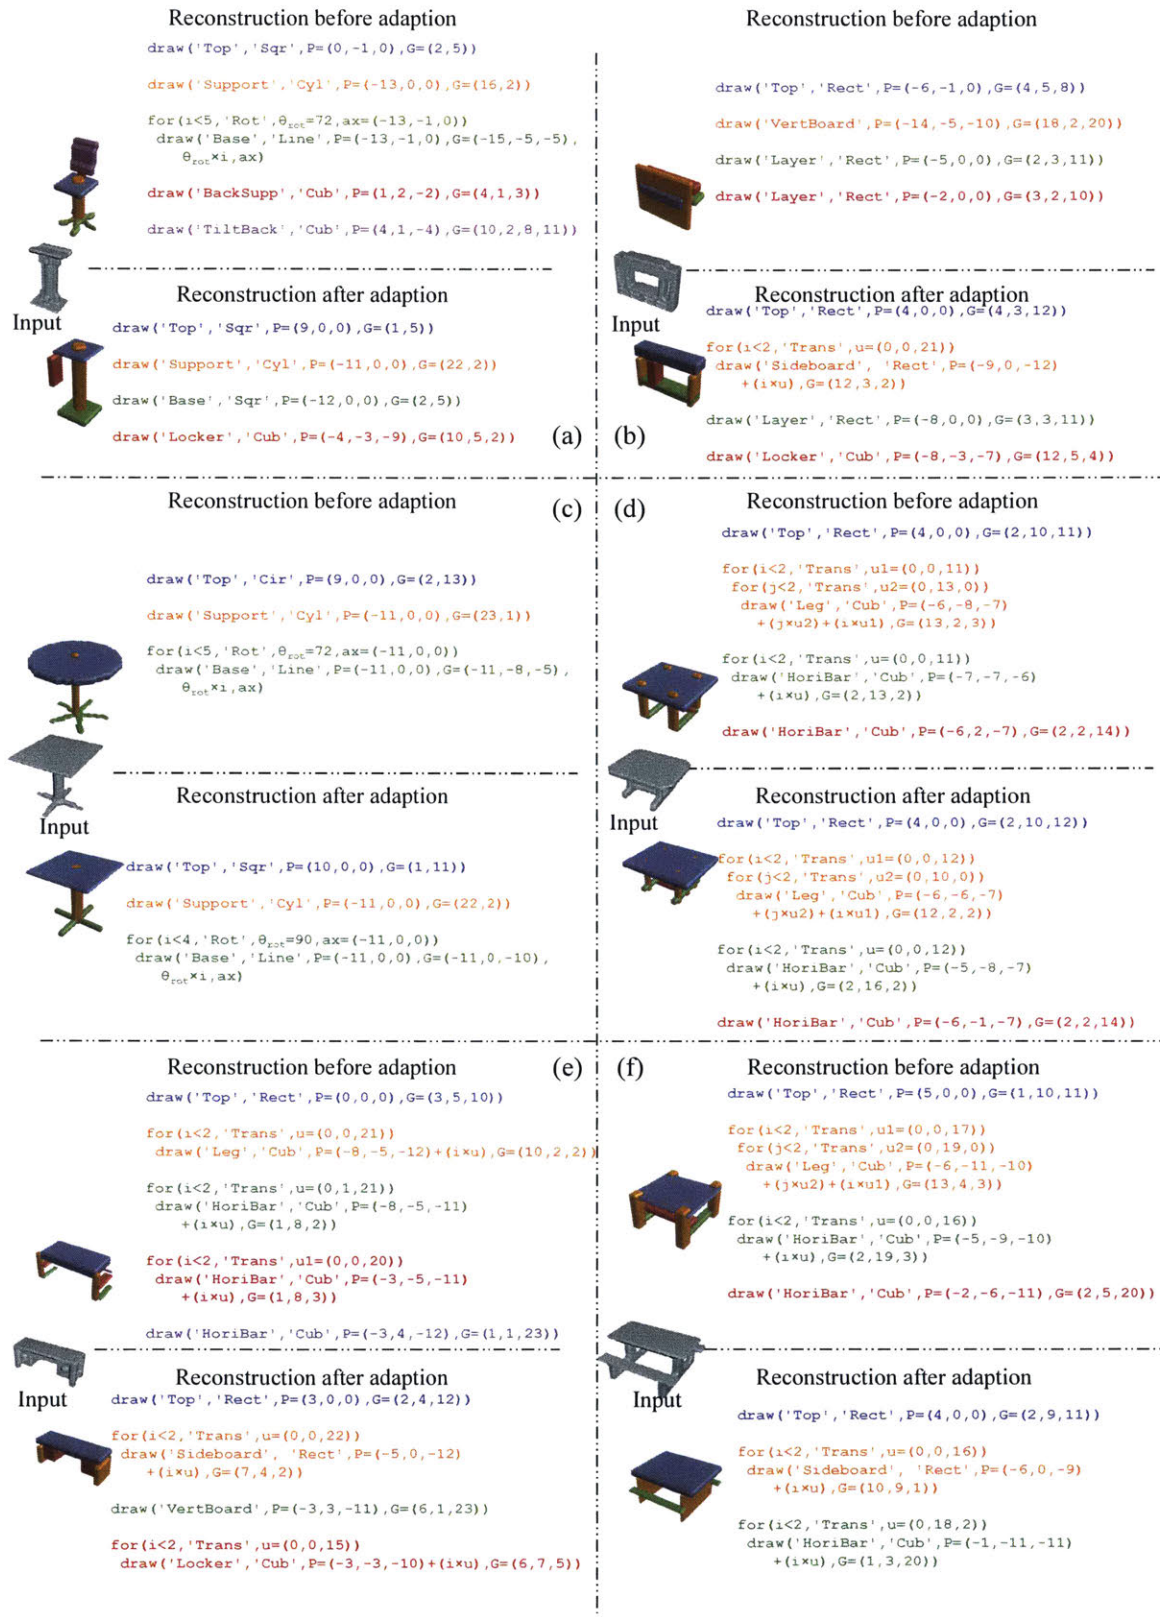 Reconstruction before adaption
draw('Top','Sqr',P=(0,-1,0),G=(2,5))
draw('Support','Cyl',P=(-13,0,0),G=(16,2))
for(i<5,'Rot',θrot=72,ax=(-13,-1,0))
draw('Base','Line',P=(-13,-1,0),G=(-15,-5,-5),
θrot×i,ax)
draw('BackSupp','Cub',P=(1,2,-2),G=(4,1,3))
draw('TiltBack','Cub',P=(4,1,-4),G=(10,2,8,11))
Input
Reconstruction after adaption
draw('Top','Sqr',P=(9,0,0),G=(1,5))
draw('Support','Cyl',P=(-11,0,0),G=(22,2))
draw('Base','Sqr',P=(-12,0,0),G=(2,5))
draw('Locker','Cub',P=(-4,-3,-9),G=(10,5,2))
(a)
Reconstruction before adaption
draw('Top','Rect',P=(-6,-1,0),G=(4,5,8))
draw('VertBoard',P=(-14,-5,-10),G=(18,2,20))
draw('Layer','Rect',P=(-5,0,0),G=(2,3,11))
draw('Layer','Rect',P=(-2,0,0),G=(3,2,10))
Input
Reconstruction after adaption
draw('Top','Rect',P=(4,0,0),G=(4,3,12))
for(i<2,'Trans',u=(0,0,21))
draw('Sideboard', 'Rect',P=(-9,0,-12)
+(i×u),G=(12,3,2))
draw('Layer','Rect',P=(-8,0,0),G=(3,3,11))
draw('Locker','Cub',P=(-8,-3,-7),G=(12,5,4))
(b)
Reconstruction before adaption
(c)
draw('Top','Cir',P=(9,0,0),G=(2,13))
draw('Support','Cyl',P=(-11,0,0),G=(23,1))
for(i<5,'Rot',θrot=72,ax=(-11,0,0))
draw('Base','Line',P=(-11,0,0),G=(-11,-8,-5),
θrot×i,ax)
Input
Reconstruction after adaption
draw('Top','Sqr',P=(10,0,0),G=(1,11))
draw('Support','Cyl',P=(-11,0,0),G=(22,2))
for(i<4,'Rot',θrot=90,ax=(-11,0,0))
draw('Base','Line',P=(-11,0,0),G=(-11,0,-10),
θrot×i,ax)
(d)
Reconstruction before adaption
draw('Top','Rect',P=(4,0,0),G=(2,10,11))
for(i<2,'Trans',u1=(0,0,11))
for(j<2,'Trans',u2=(0,13,0))
draw('Leg','Cub',P=(-6,-8,-7)
+(j×u2)+(i×u1),G=(13,2,3))
for(i<2,'Trans',u=(0,0,11))
draw('HoriBar','Cub',P=(-7,-7,-6)
+(i×u),G=(2,13,2))
draw('HoriBar','Cub',P=(-6,2,-7),G=(2,2,14))
Input
Reconstruction after adaption
draw('Top','Rect',P=(4,0,0),G=(2,10,12))
for(i<2,'Trans',u1=(0,0,12))
for(j<2,'Trans',u2=(0,10,0))
draw('Leg','Cub',P=(-6,-6,-7)
+(j×u2)+(i×u1),G=(12,2,2))
for(i<2,'Trans',u=(0,0,12))
draw('HoriBar','Cub',P=(-5,-8,-7)
+(i×u),G=(2,16,2))
draw('HoriBar','Cub',P=(-6,-1,-7),G=(2,2,14))
Reconstruction before adaption
(e)
draw('Top','Rect',P=(0,0,0),G=(3,5,10))
for(i<2,'Trans',u=(0,0,21))
draw('Leg','Cub',P=(-8,-5,-12)+(i×u),G=(10,2,2))
for(i<2,'Trans',u=(0,1,21))
draw('HoriBar','Cub',P=(-8,-5,-11)
+(i×u),G=(1,8,2))
for(i<2,'Trans',u1=(0,0,20))
draw('HoriBar','Cub',P=(-3,-5,-11)
+(i×u),G=(1,8,3))
draw('HoriBar','Cub',P=(-3,4,-12),G=(1,1,23))
Input
Reconstruction after adaption
draw('Top','Rect',P=(3,0,0),G=(2,4,12))
for(i<2,'Trans',u=(0,0,22))
draw('Sideboard', 'Rect',P=(-5,0,-12)
+(i×u),G=(7,4,2))
draw('VertBoard',P=(-3,3,-11),G=(6,1,23))
for(i<2,'Trans',u=(0,0,15))
draw('Locker','Cub',P=(-3,-3,-10)+(i×u),G=(6,7,5))
(f)
Reconstruction before adaption
draw('Top','Rect',P=(5,0,0),G=(1,10,11))
for(i<2,'Trans',u1=(0,0,17))
for(j<2,'Trans',u2=(0,19,0))
draw('Leg','Cub',P=(-6,-11,-10)
+(j×u2)+(i×u1),G=(13,4,3))
for(i<2,'Trans',u=(0,0,16))
draw('HoriBar','Cub',P=(-5,-9,-10)
+(i×u),G=(2,19,3))
draw('HoriBar','Cub',P=(-2,-6,-11),G=(2,5,20))
Input
Reconstruction after adaption
draw('Top','Rect',P=(4,0,0),G=(2,9,11))
for(i<2,'Trans',u=(0,0,16))
draw('Sideboard', 'Rect',P=(-6,0,-9)
+(i×u),G=(10,9,1))
for(i<2,'Trans',u=(0,18,2))
draw('HoriBar','Cub',P=(-1,-11,-11)
+(i×u),G=(1,3,20))